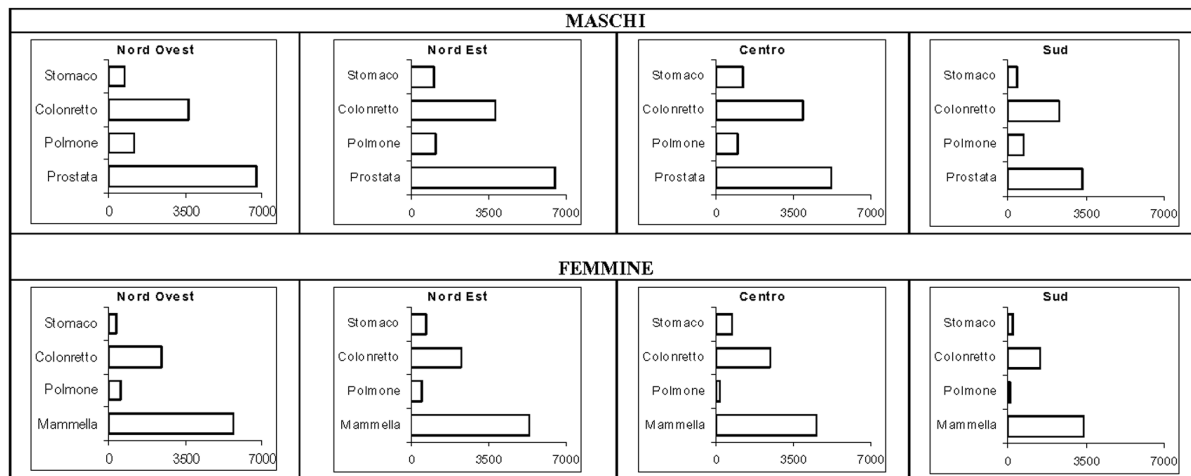 MASCHI
Nord Ovest
Stomaco
Colonretto
Polmone
Prostata
0 3500 7000
Nord Est
Stomaco
Colonretto
Polmone
Prostata
0 3500 7000
Centro
Stomaco
Colonretto
Polmone
Prostata
0 3500 7000
Sud
Stomaco
Colonretto
Polmone
Prostata
0 3500 7000
FEMMINE
Nord Ovest
Stomaco
Colonretto
Polmone
Mammella
0 3500 7000
Nord Est
Stomaco
Colonretto
Polmone
Mammella
0 3500 7000
Centro
Stomaco
Colonretto
Polmone
Mammella
0 3500 7000
Sud
Stomaco
Colonretto
Polmone
Mammella
0 3500 7000